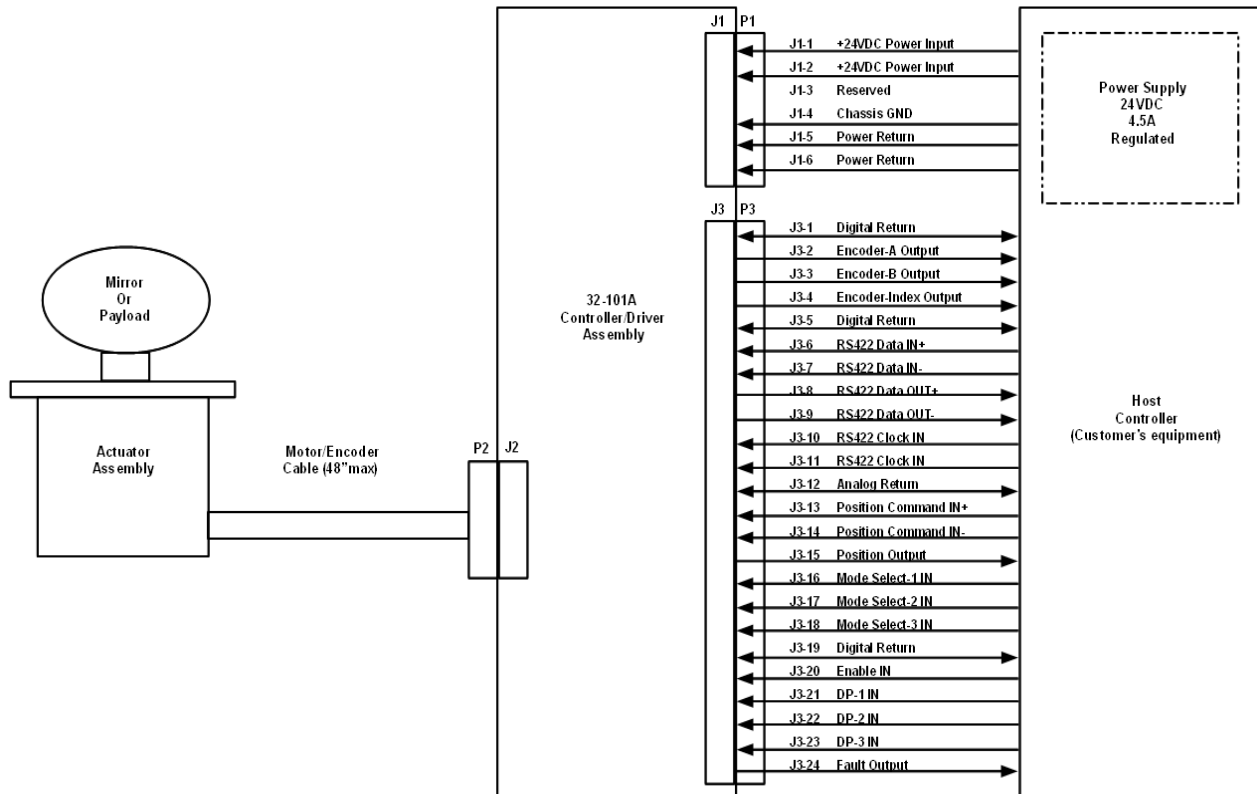 J1 P1
J1-1 +24VDC Power Input
J1-2 +24VDC Power Input
J1-3 Reserved
J1-4 Chassis GND
J1-5 Power Return
J1-6 Power Return
Power Supply
24VDC
4.5A
Regulated
J3 P3
J3-1 Digital Return
J3-2 Encoder-A Output
J3-3 Encoder-B Output
J3-4 Encoder-Index Output
J3-5 Digital Return
J3-6 RS422 Data IN+
J3-7 RS422 Data IN-
J3-8 RS422 Data OUT+
J3-9 RS422 Data OUT-
J3-10 RS422 Clock IN
J3-11 RS422 Clock IN
J3-12 Analog Return
J3-13 Position Command IN+
J3-14 Position Command IN-
J3-15 Position Output
J3-16 Mode Select-1 IN
J3-17 Mode Select-2 IN
J3-18 Mode Select-3 IN
J3-19 Digital Return
J3-20 Enable IN
J3-21 DP-1 IN
J3-22 DP-2 IN
J3-23 DP-3 IN
J3-24 Fault Output
Mirror
Or
Payload
32-101A
Controller/Driver
Assembly
Host
Controller
(Customer's equipment)
Actuator
Assembly
Motor/Encoder
Cable (48"max)
P2 J2